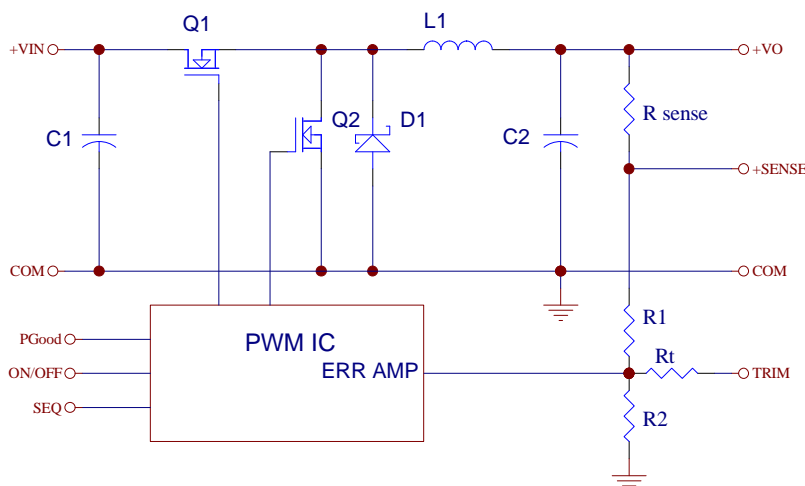 Q1
L1
+VIN
+VO
C1
Q2
D1
C2
R sense
+SENSE
COM
COM
PGood
PWM IC
R1
ON/OFF
ERR AMP
Rt
TRIM
SEQ
R2